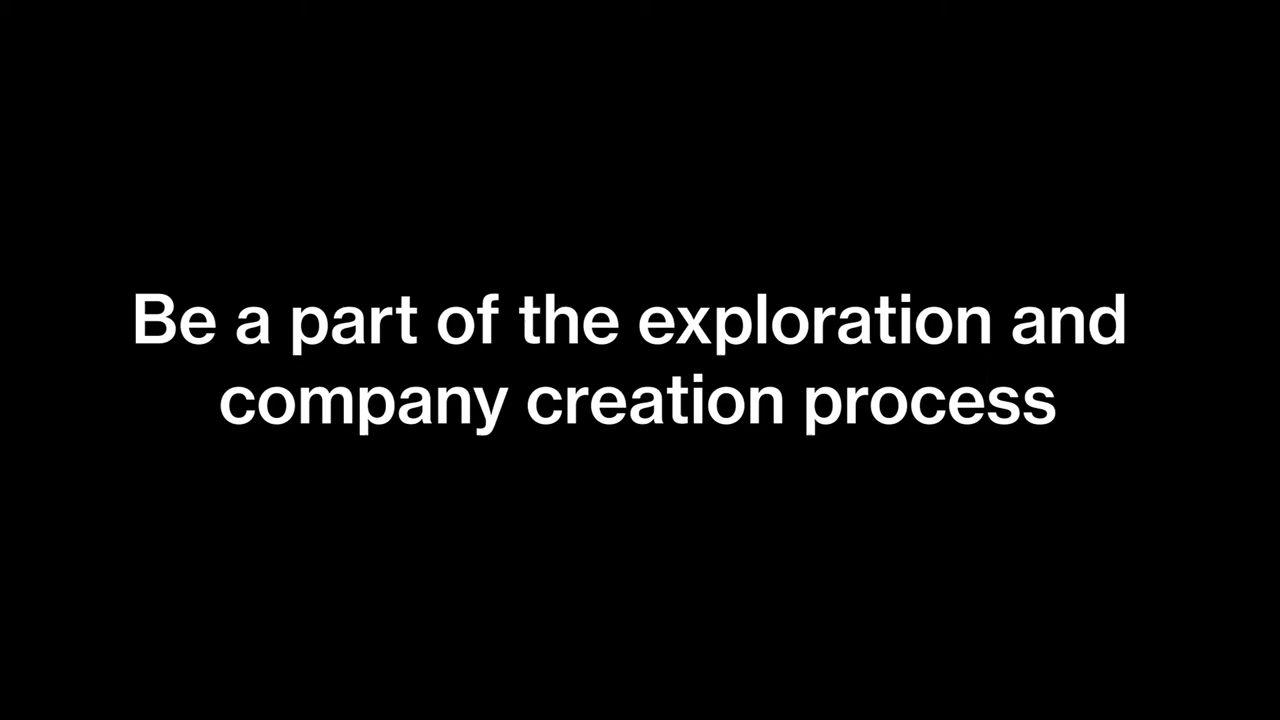 Be a part of the exploration and
company creation process